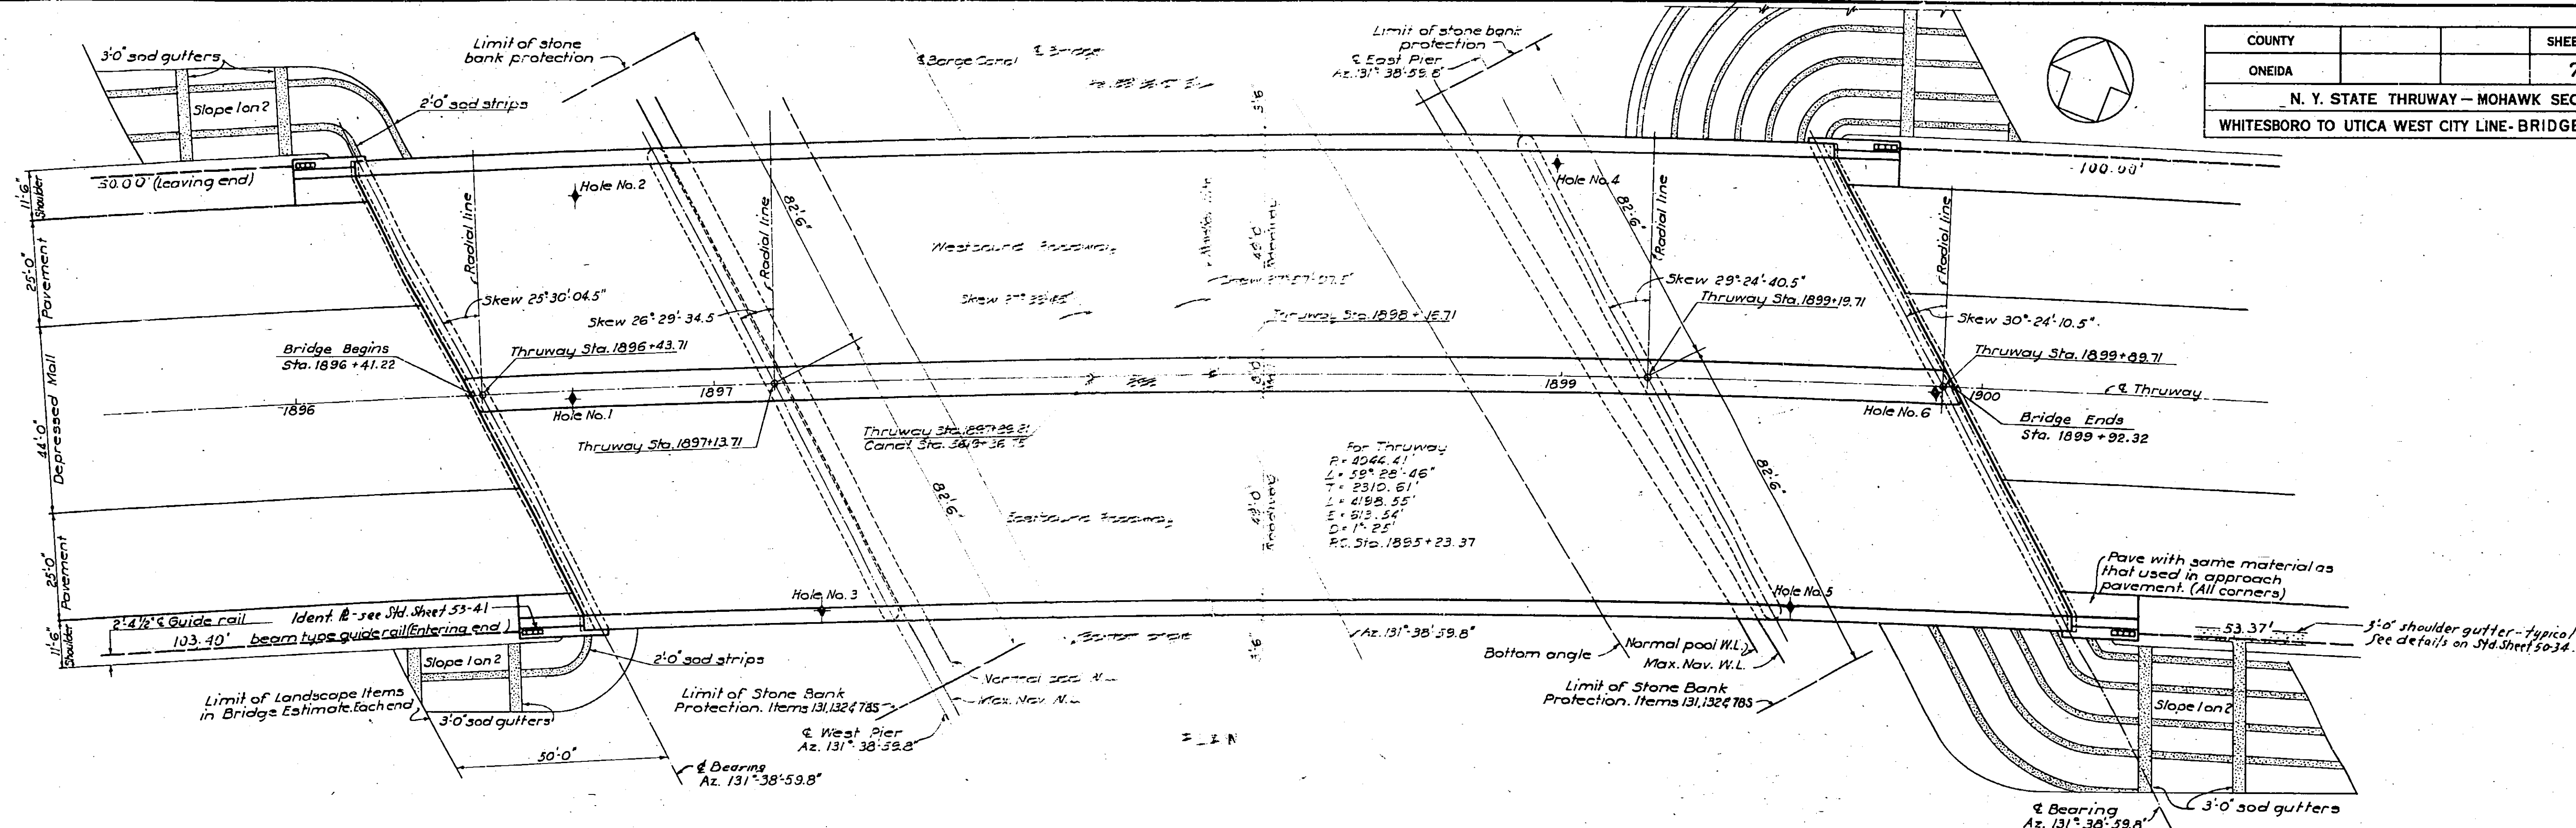 COUNTY
ONEIDA
N. Y. STATE THRUWAY — MOHAWK SEC
WHITESBORO TO UTICA WEST CITY LINE - BRIDGE
3'-0" sod gutters
Slope 1 on 2
2'-0" sod strips
Limit of stone
bank protection
℄ Barge Canal
℄ Bridge
Limit of stone bank
protection
℄ East Pier
Az. 131°-38'-59.8"
(Leaving end)
100.00'
11'-6"
Shoulder
25'-0"
Pavement
44'-0"
Depressed Mall
25'-0"
Pavement
11'-6"
Shoulder
Radial line
Hole No. 2
Radial line
82'-6"
Hole No. 4
Radial line
82'-6"
Radial line
Westbound Roadway
Skew 25°30'-04.5"
Skew 26°-29'-34.5
Skew 29°-24'-40.5"
Thruway Sta. 1899+19.71
Thruway Sta. 1898+16.71
Skew 30°-24'-10.5"
Bridge Begins
Sta. 1896+41.22
Thruway Sta. 1896+43.71
Thruway Sta. 1899+89.71
1896
1897
1899
1900
℄ Thruway
Hole No. 1
Hole No. 6
Bridge Ends
Sta. 1899+92.32
Thruway Sta. 1897+13.71
82'-6"
82'-6"
Eastbound Roadway
Roadway
For Thruway
T = 2310.61'
L = 4198.55'
D = 1°-25'
P.C. Sta. 1895+23.37
Hole No. 3
Hole No. 5
Pave with same material as
that used in approach
pavement. (All corners)
2'-4½" ℄ Guide rail
Ident. ℙ - see Std. Sheet 53-41
103.40' beam type guide rail (Entering end)
53.37'
3'-0" shoulder gutter - typical
See details on Std. Sheet 50-34.
Slope 1 on 2
2'-0" sod strips
Limit of Landscape Items
in Bridge Estimate. Each end
3'-0" sod gutters
50'-0"
℄ Bearing
Az. 131°-38'-59.8"
Limit of Stone Bank
Protection. Items 131, 132 & 78S
℄ West Pier
Az. 131°-38'-59.8"
Max. Nav. W.L.
Az. 131°-38'-59.8"
Bottom angle
Normal pool W.L.
Max. Nav. W.L.
Limit of Stone Bank
Protection. Items 131, 132 & 78S
Slope 1 on 2
3'-0" sod gutters
℄ Bearing
Az. 131°-38'-59.8"